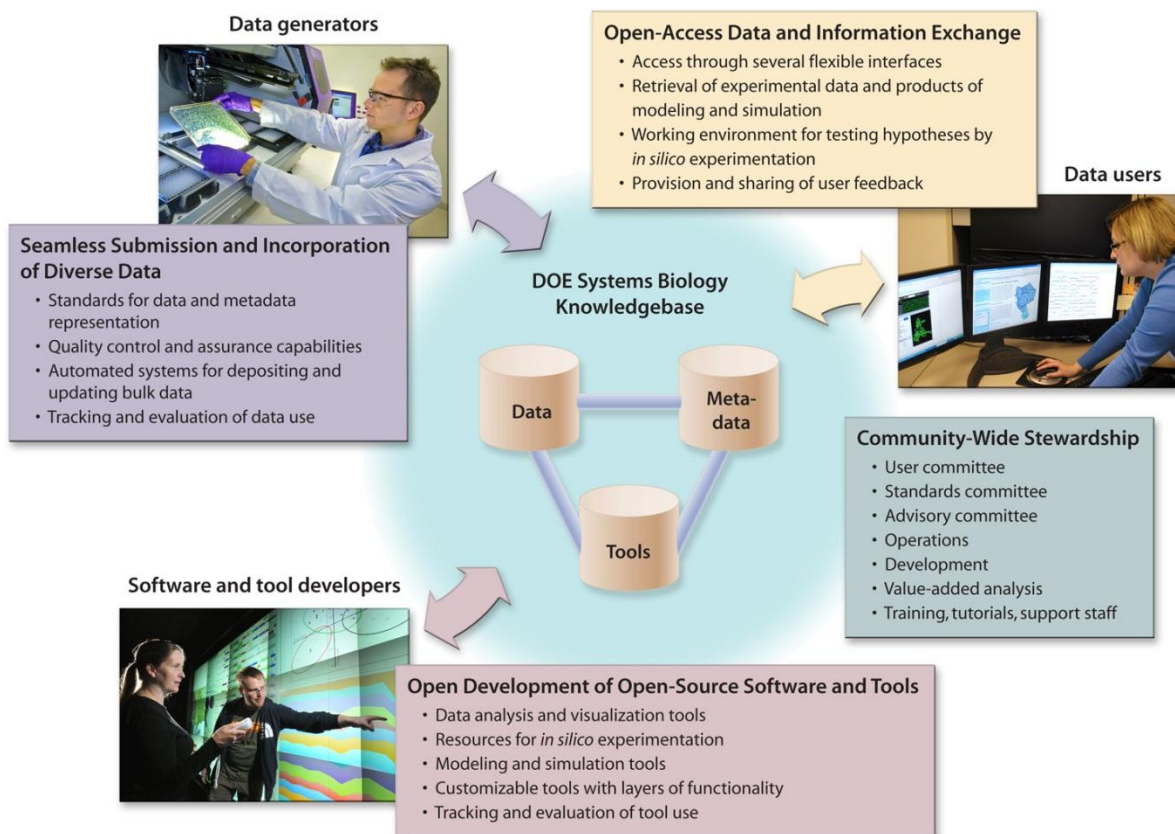 Data generators
Open-Access Data and Information Exchange
• Access through several flexible interfaces
• Retrieval of experimental data and products of
modeling and simulation
• Working environment for testing hypotheses by
in silico experimentation
• Provision and sharing of user feedback
Data users
Seamless Submission and Incorporation
of Diverse Data
• Standards for data and metadata
representation
• Quality control and assurance capabilities
• Automated systems for depositing and
updating bulk data
• Tracking and evaluation of data use
DOE Systems Biology
Knowledgebase
Data
Meta-
data
Tools
Community-Wide Stewardship
• User committee
• Standards committee
• Advisory committee
• Operations
• Development
• Value-added analysis
• Training, tutorials, support staff
Software and tool developers
Open Development of Open-Source Software and Tools
• Data analysis and visualization tools
• Resources for in silico experimentation
• Modeling and simulation tools
• Customizable tools with layers of functionality
• Tracking and evaluation of tool use